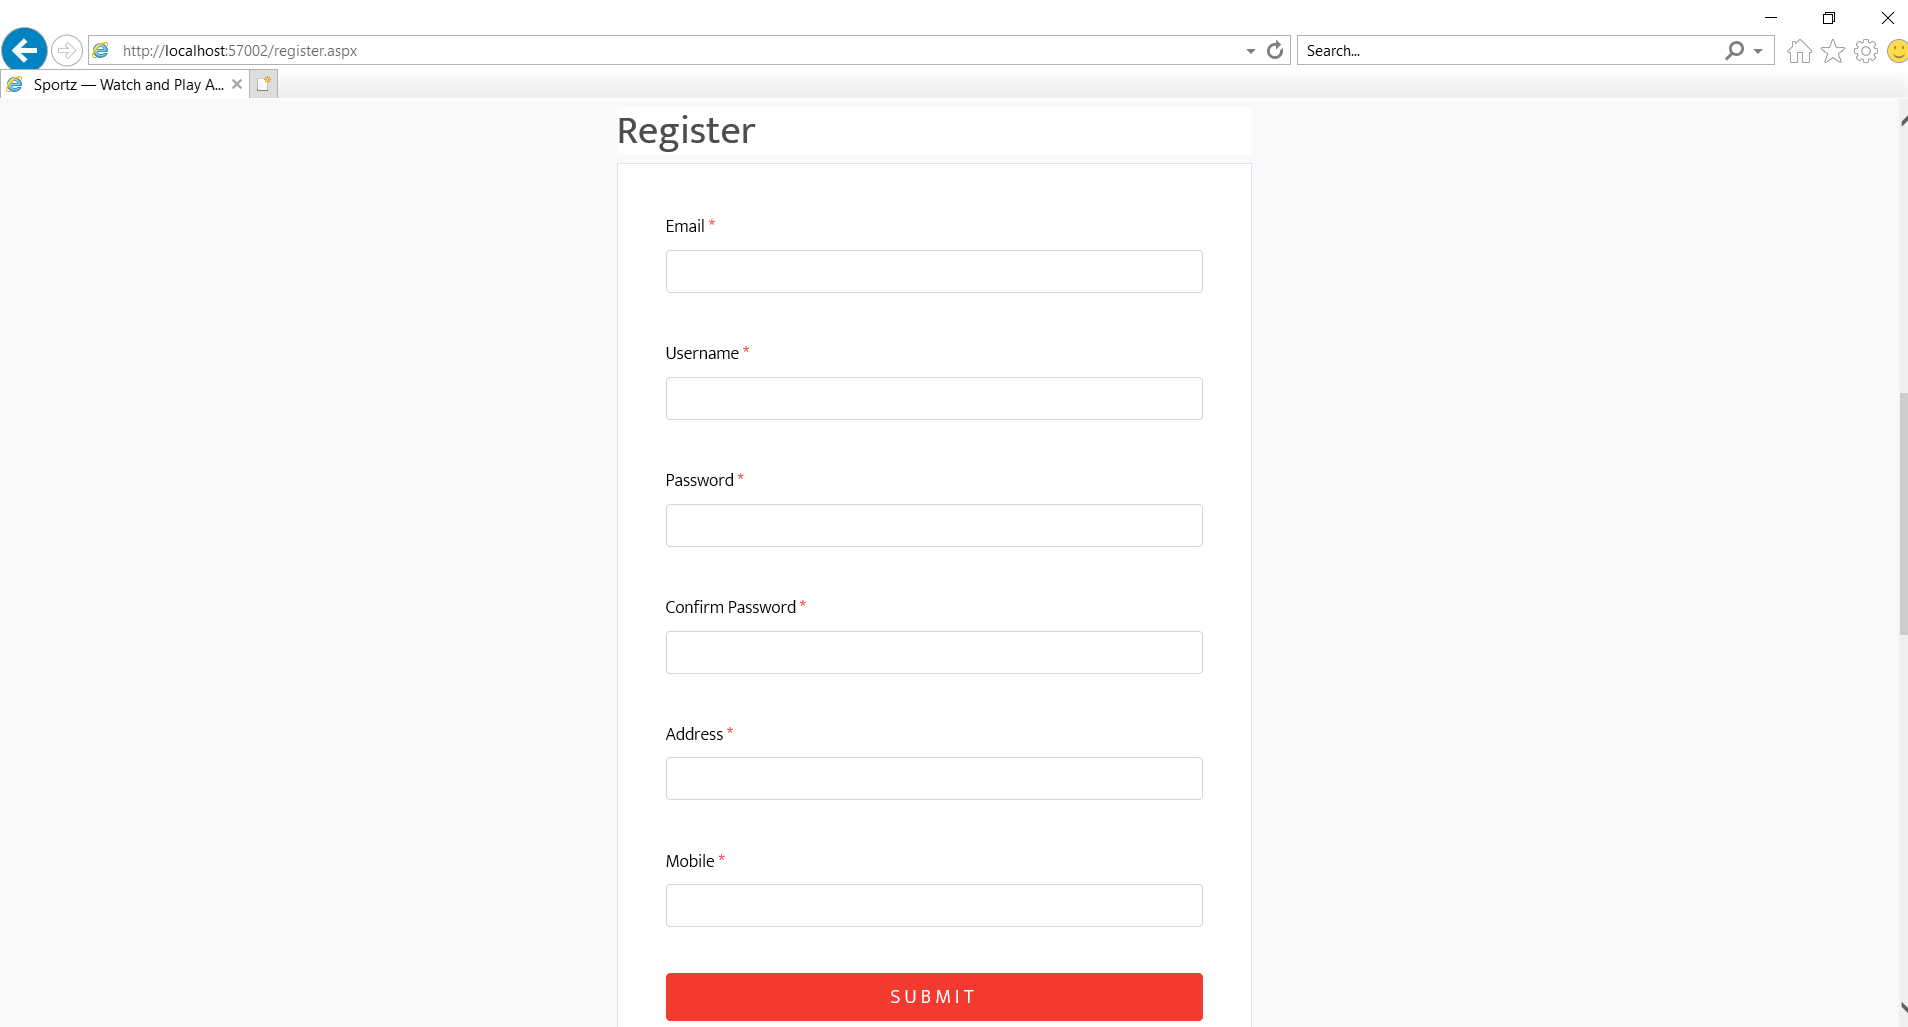 http://localhost:57002/register.aspx
Search...
Sportz — Watch and Play A...
Register
Email *
Username *
Password *
Confirm Password *
Address *
Mobile *
SUBMIT